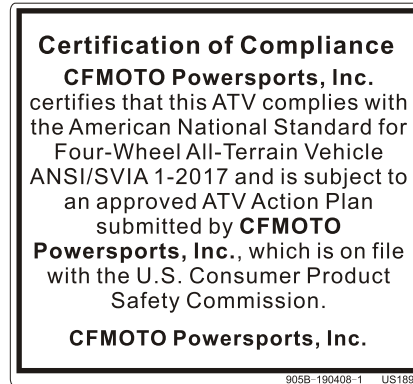 Certification of Compliance
CFMOTO Powersports, Inc.
certifies that this ATV complies with
the American National Standard for
Four-Wheel All-Terrain Vehicle
ANSI/SVIA 1-2017 and is subject to
an approved ATV Action Plan
submitted by CFMOTO
Powersports, Inc., which is on file
with the U.S. Consumer Product
Safety Commission.
CFMOTO Powersports, Inc.
905B-190408-1 US189